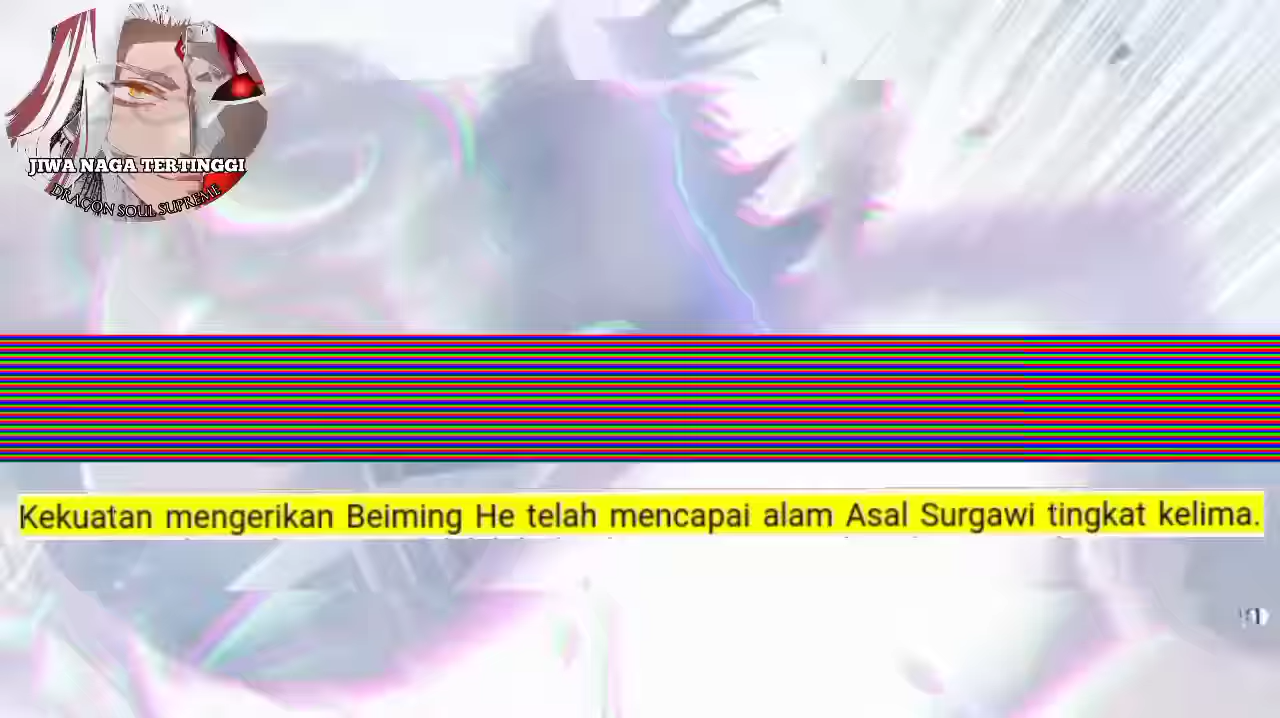 JIWA NAGA TERTINGGI
DRAGON SOUL SUPREME
Kekuatan mengerikan Beiming He telah mencapai alam Asal Surgawi tingkat kelima.